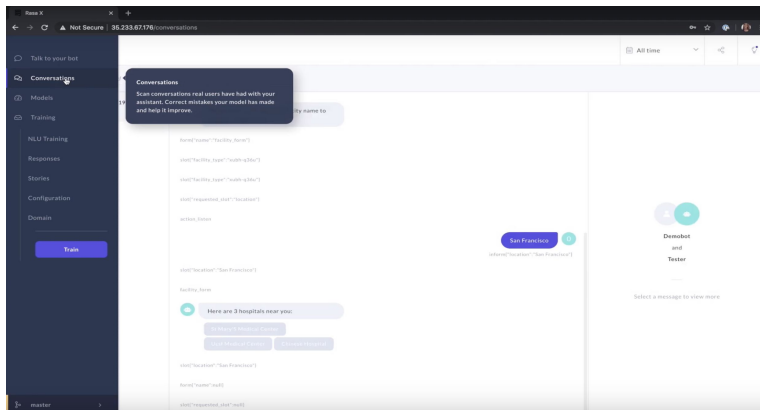 Rasa X
Not Secure | 35.233.67.176/conversations
Talk to your bot
All time
Conversations
Conversations
Scan conversations real users have had with your
assistant. Correct mistakes your model has made
and help it improve.
Models
Training
ity name to
NLU Training
form{"name":"facility_form"}
Responses
slot{"facility_type":"xubh-q36u"}
Stories
slot{"facility_type":"xubh-q36u"}
Configuration
slot{"requested_slot":"location"}
Domain
action_listen
Train
San Francisco
inform{"location":"San Francisco"}
Demobot
and
Tester
slot{"location":"San Francisco"}
facility_form
Select a message to view more
Here are 3 hospitals near you:
slot{"location":"San Francisco"}
form{"name":null}
slot{"requested_slot":null}
master